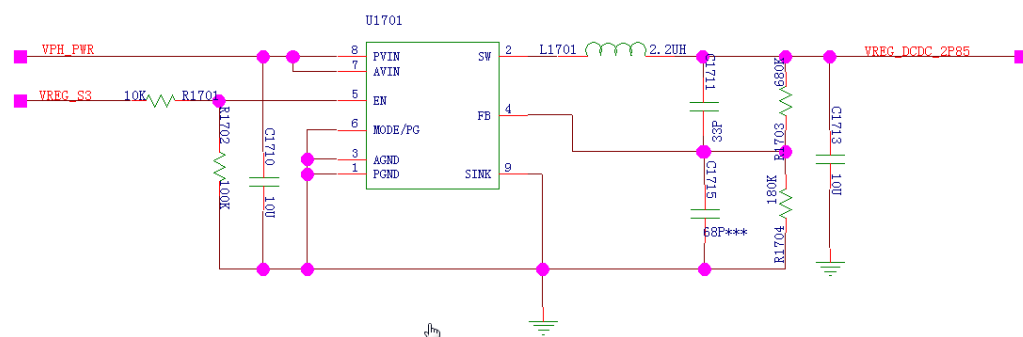 U1701
VPH_PWR
8
PVIN
SW
2
L1701
2.2UH
VREG_DCDC_2P85
7
AVIN
C1711
680K
VREG_S3
10K
R1701
5
EN
FB
4
33P
R1703
C1713
R1702
C1710
6
MODE/PG
3
AGND
1
PGND
SINK
9
C1715
180K
10U
100K
10U
68P***
R1704